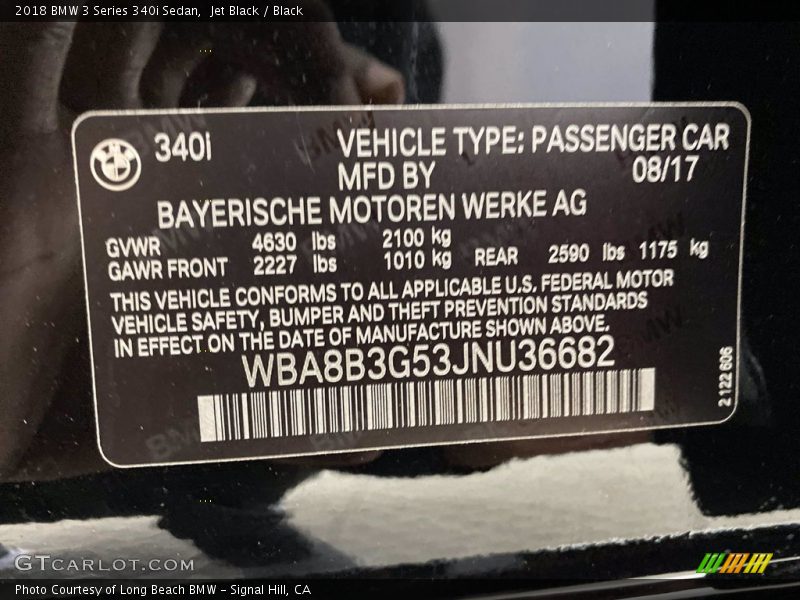 2018 BMW 3 Series 340i Sedan, Jet Black / Black
340i
VEHICLE TYPE: PASSENGER CAR
MFD BY 08/17
BAYERISCHE MOTOREN WERKE AG
GVWR 4630 lbs 2100 kg
GAWR FRONT 2227 lbs 1010 kg REAR 2590 lbs 1175 kg
THIS VEHICLE CONFORMS TO ALL APPLICABLE U.S. FEDERAL MOTOR
VEHICLE SAFETY, BUMPER AND THEFT PREVENTION STANDARDS
IN EFFECT ON THE DATE OF MANUFACTURE SHOWN ABOVE.
WBA8B3G53JNU36682
2 122 606
GTCARLOT.COM
Photo Courtesy of Long Beach BMW - Signal Hill, CA